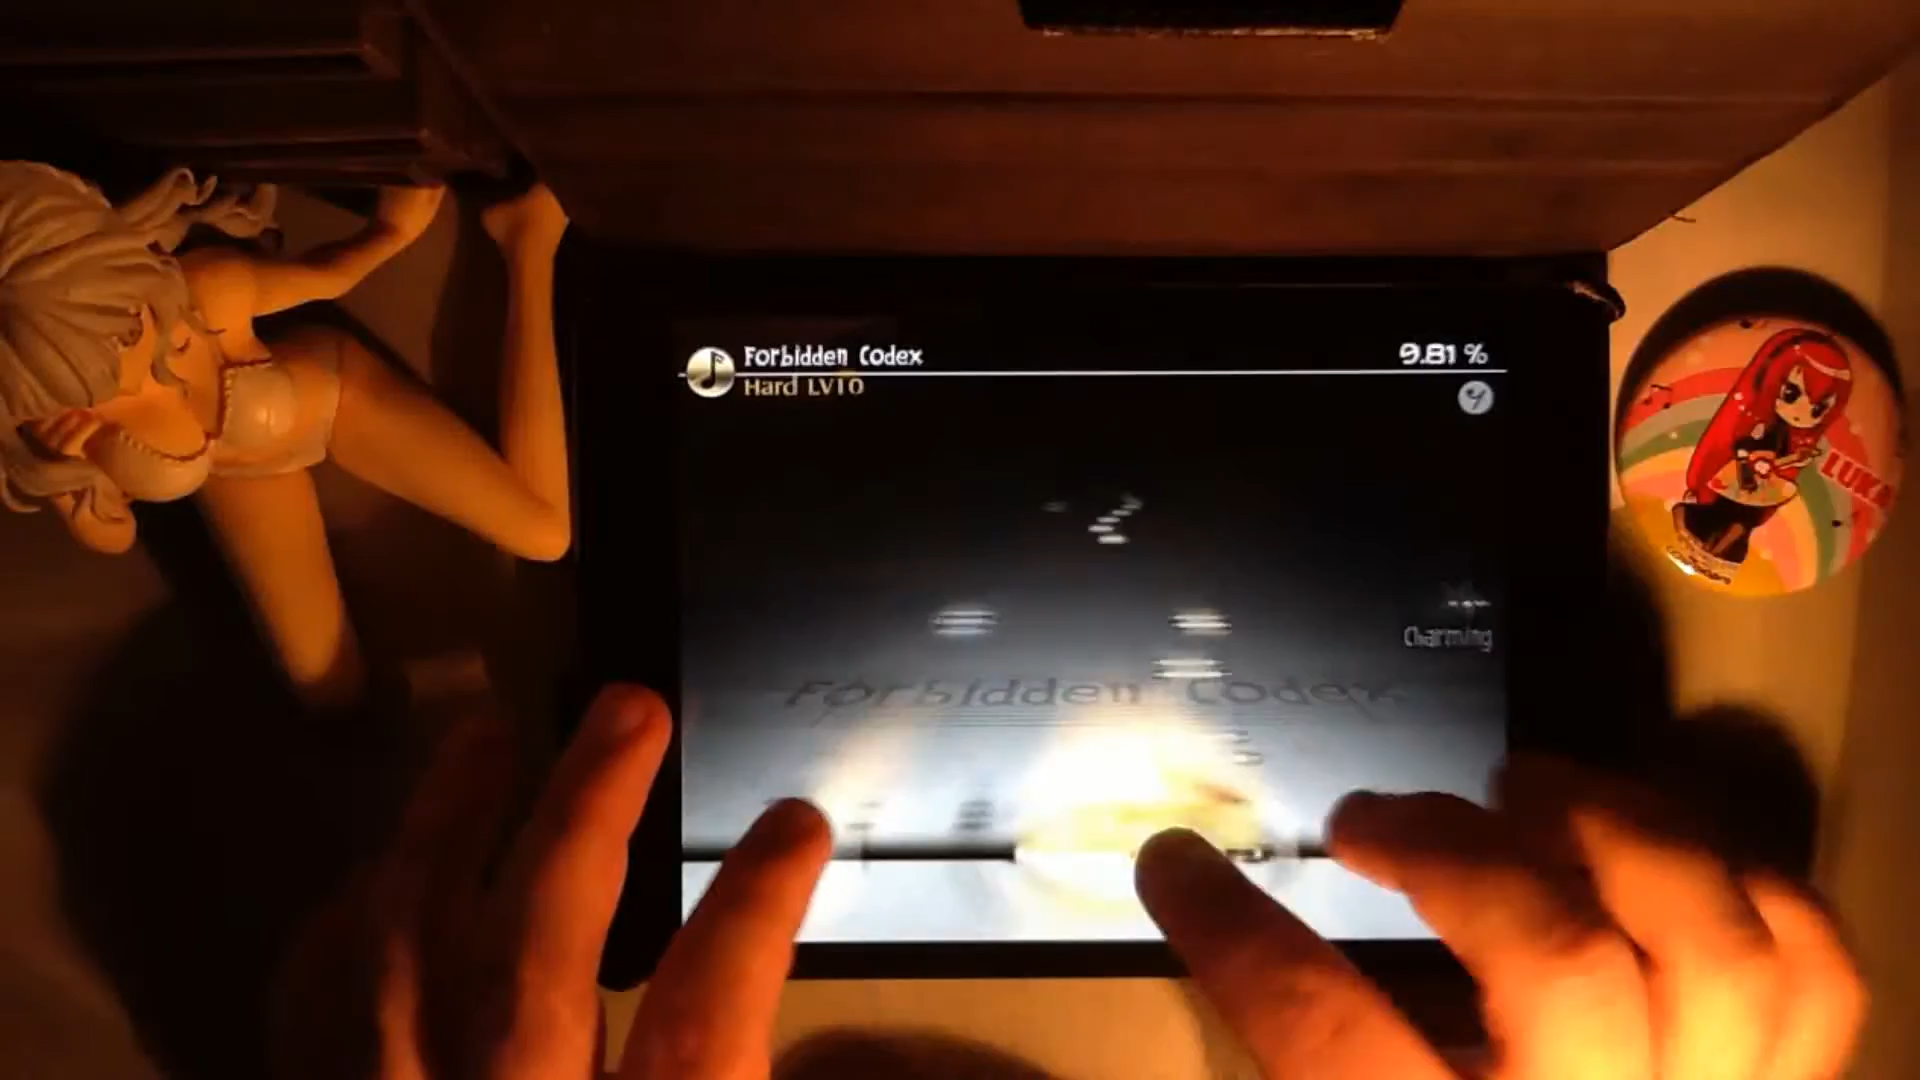 Forbidden Codex
9.81 %
Hard LV10
Charming
Forbidden Codex
LUKA